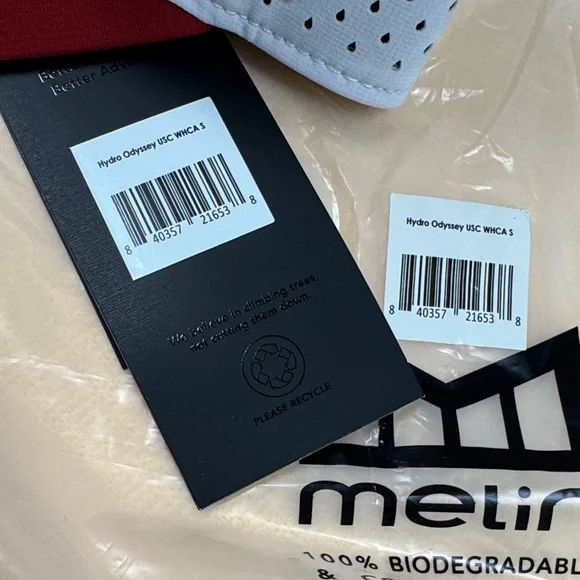 Better Adv
Hydro Odyssey USC WHCA S
8 40357 21653 8
We believe in climbing trees,
not cutting them down.
PLEASE RECYCLE
Hydro Odyssey USC WHCA S
8 40357 21653 8
melin
100% BIODEGRADABL
&